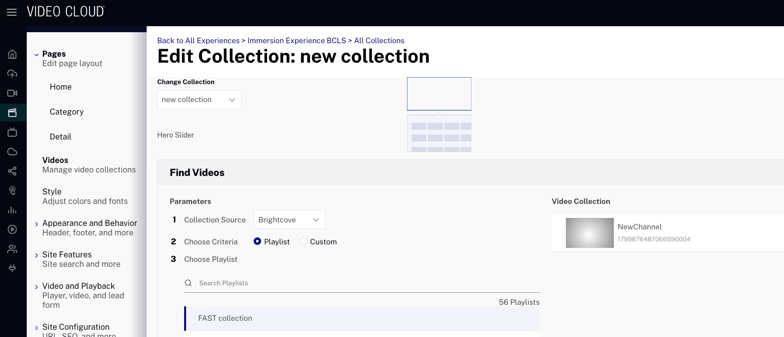 VIDEO CLOUD
Pages
Edit page layout
Home
Category
Detail
Videos
Manage video collections
Style
Adjust colors and fonts
Appearance and Behavior
Header, footer, and more
Site Features
Site search and more
Video and Playback
Player, video, and lead
form
Site Configuration
URL, SEO, and more
Back to All Experiences > Immersion Experience BCLS > All Collections
Edit Collection: new collection
Change Collection
new collection
Hero Slider
Find Videos
Parameters
1 Collection Source Brightcove
2 Choose Criteria Playlist Custom
3 Choose Playlist
Search Playlists
56 Playlists
FAST collection
Video Collection
NewChannel
1799876487066590004